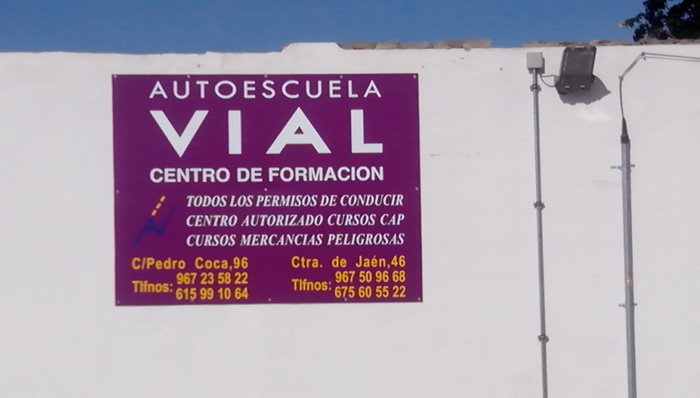 AUTOESCUELA
VIAL
CENTRO DE FORMACION
TODOS LOS PERMISOS DE CONDUCIR
CENTRO AUTORIZADO CURSOS CAP
CURSOS MERCANCIAS PELIGROSAS
C/Pedro Coca,96
Tlfnos: 967 23 58 22
615 99 10 64
Ctra. de Jaén,46
Tlfnos: 967 50 96 68
675 60 55 22